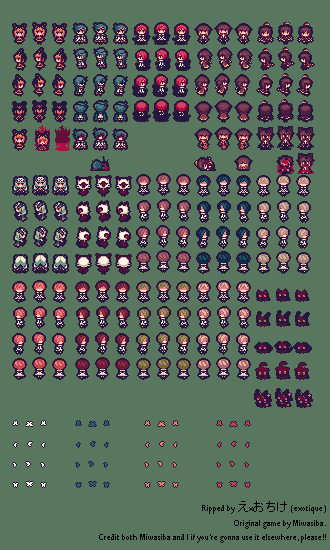 Ripped by えxおちけ (exotique)
Original game by Miwasiba.
Credit both Miwasiba and I if you're gonna use it elsewhere, please!!